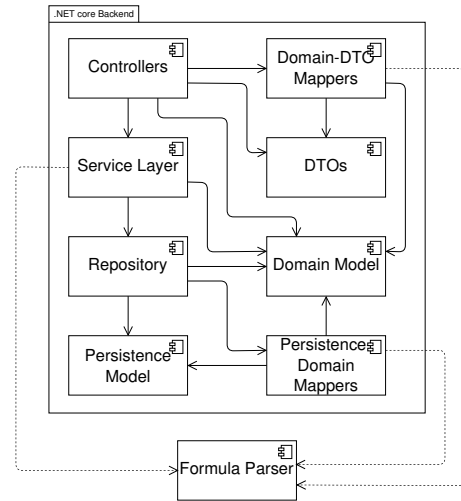 .NET core Backend
Controllers
Domain-DTO
Mappers
Service Layer
DTOs
Repository
Domain Model
Persistence
Model
Persistence
Domain
Mappers
Formula Parser